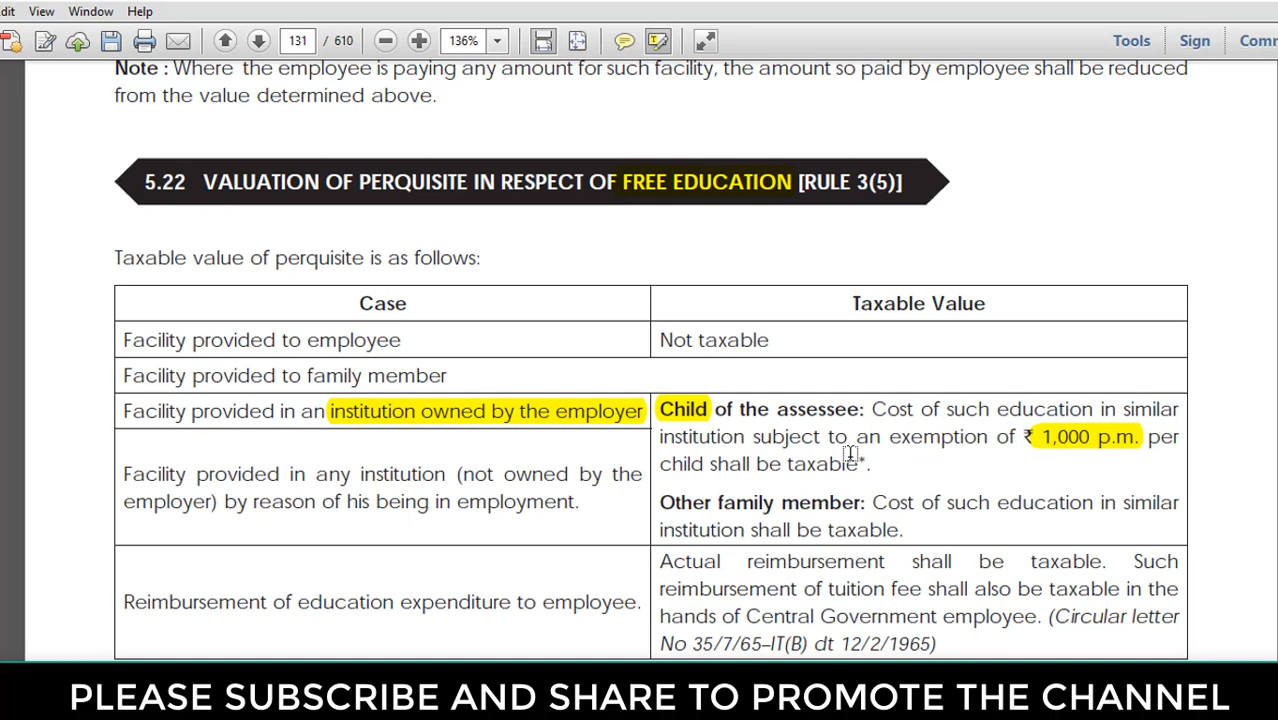 dit View Window Help
131 / 610 136% Tools Sign Comm
Note : Where the employee is paying any amount for such facility, the amount so paid by employee shall be reduced
from the value determined above.
5.22 VALUATION OF PERQUISITE IN RESPECT OF FREE EDUCATION [RULE 3(5)]
Taxable value of perquisite is as follows:
Case Taxable Value
Facility provided to employee Not taxable
Facility provided to family member
Facility provided in an institution owned by the employer
Facility provided in any institution (not owned by the
employer) by reason of his being in employment.
Child of the assessee: Cost of such education in similar
institution subject to an exemption of ₹ 1,000 p.m. per
child shall be taxable*.
Other family member: Cost of such education in similar
institution shall be taxable.
Reimbursement of education expenditure to employee.
Actual reimbursement shall be taxable. Such
reimbursement of tuition fee shall also be taxable in the
hands of Central Government employee. (Circular letter
No 35/7/65–IT(B) dt 12/2/1965)
PLEASE SUBSCRIBE AND SHARE TO PROMOTE THE CHANNEL